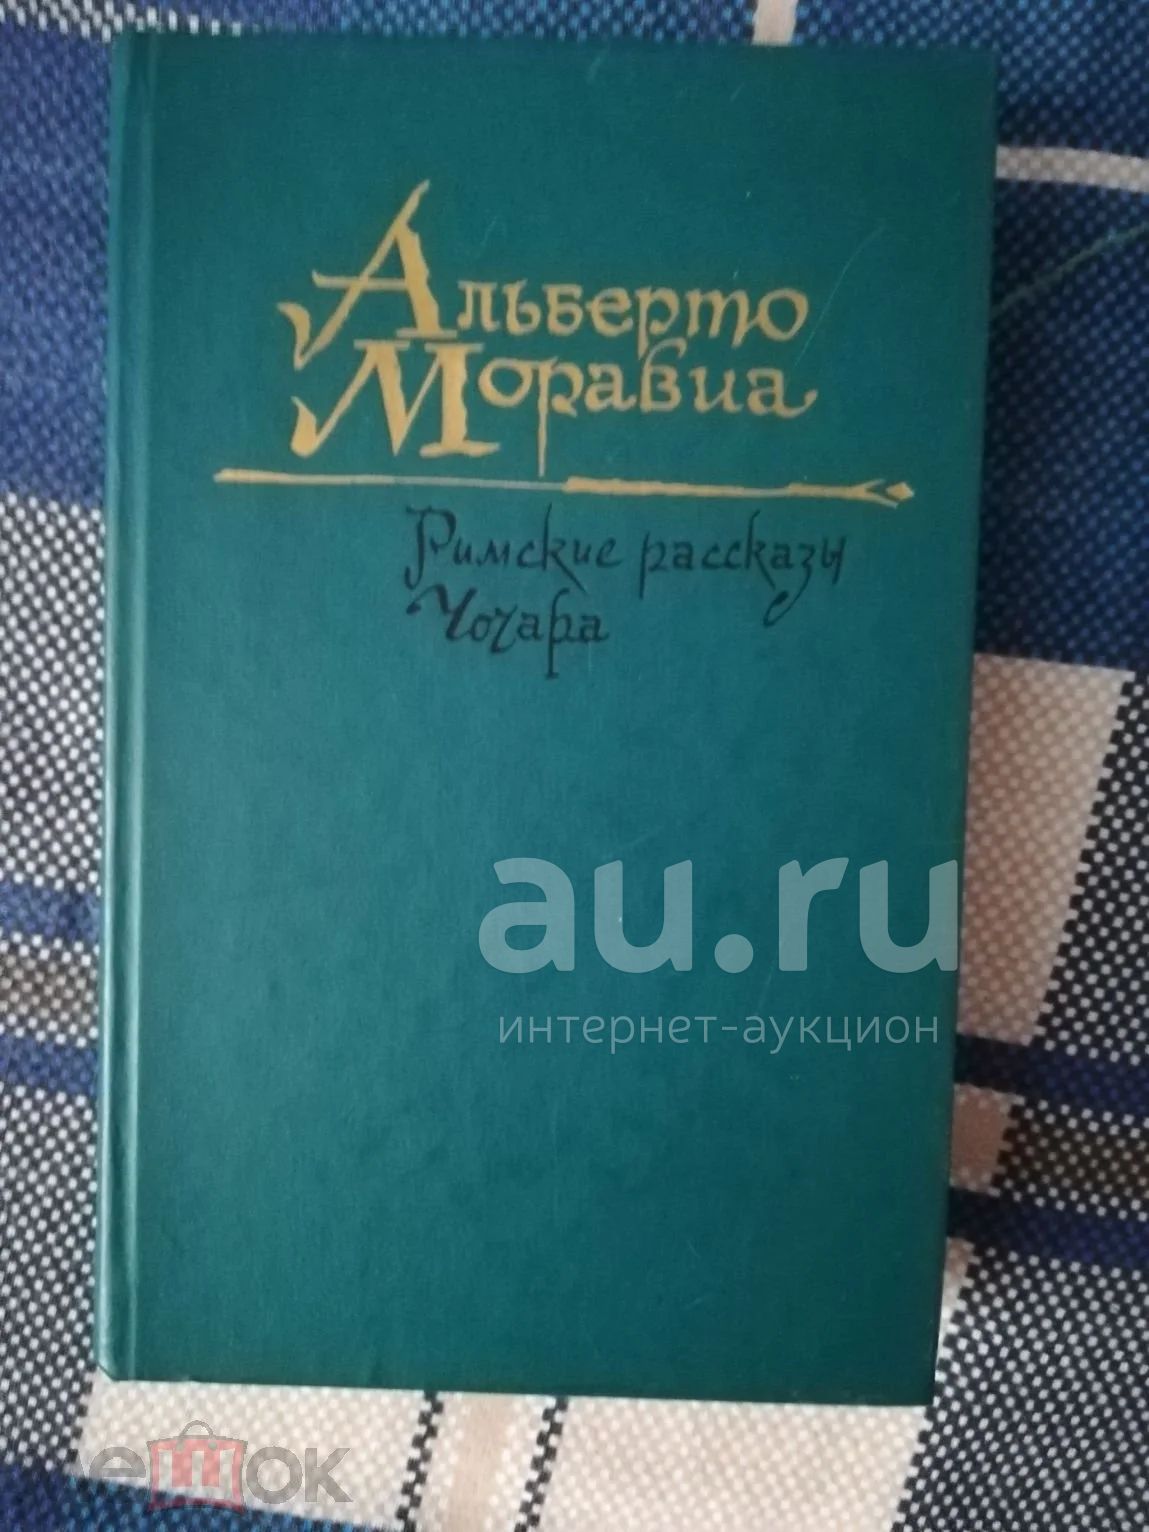 Альберто
Моравиа
Римские рассказы
Чочара
au.ru
интернет-аукцион
мешок